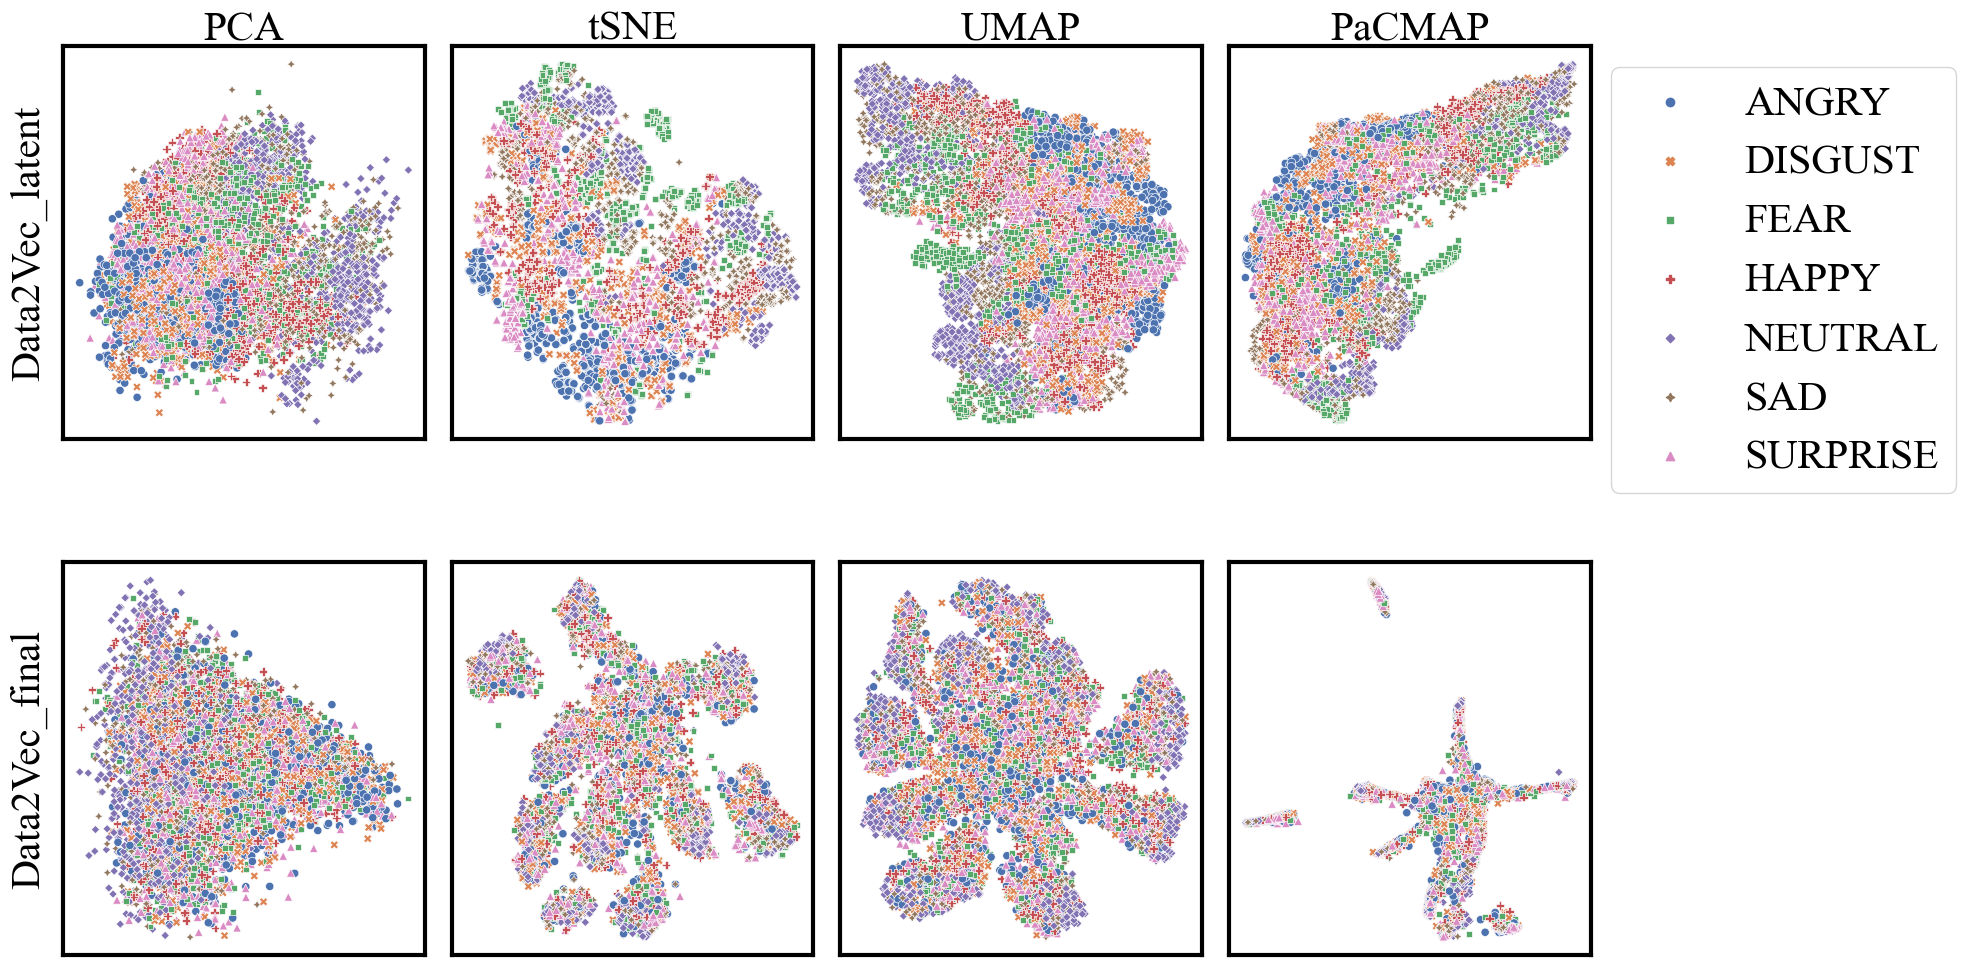 PCA
tSNE
UMAP
PaCMAP
Data2Vec_latent
ANGRY
DISGUST
FEAR
HAPPY
NEUTRAL
SAD
SURPRISE
Data2Vec_final